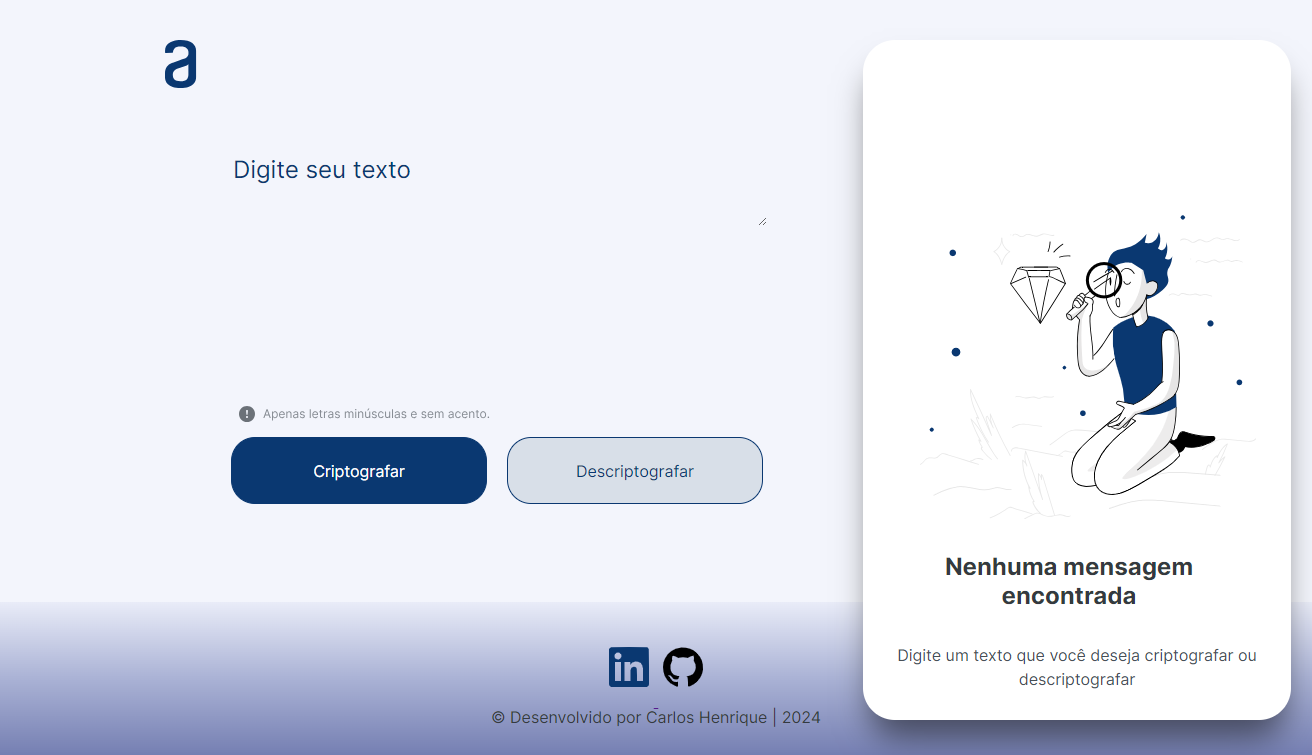 a
Digite seu texto
Apenas letras minúsculas e sem acento.
Criptografar
Descriptografar
Nenhuma mensagem
encontrada
Digite um texto que você deseja criptografar ou
descriptografar
in
© Desenvolvido por Carlos Henrique | 2024